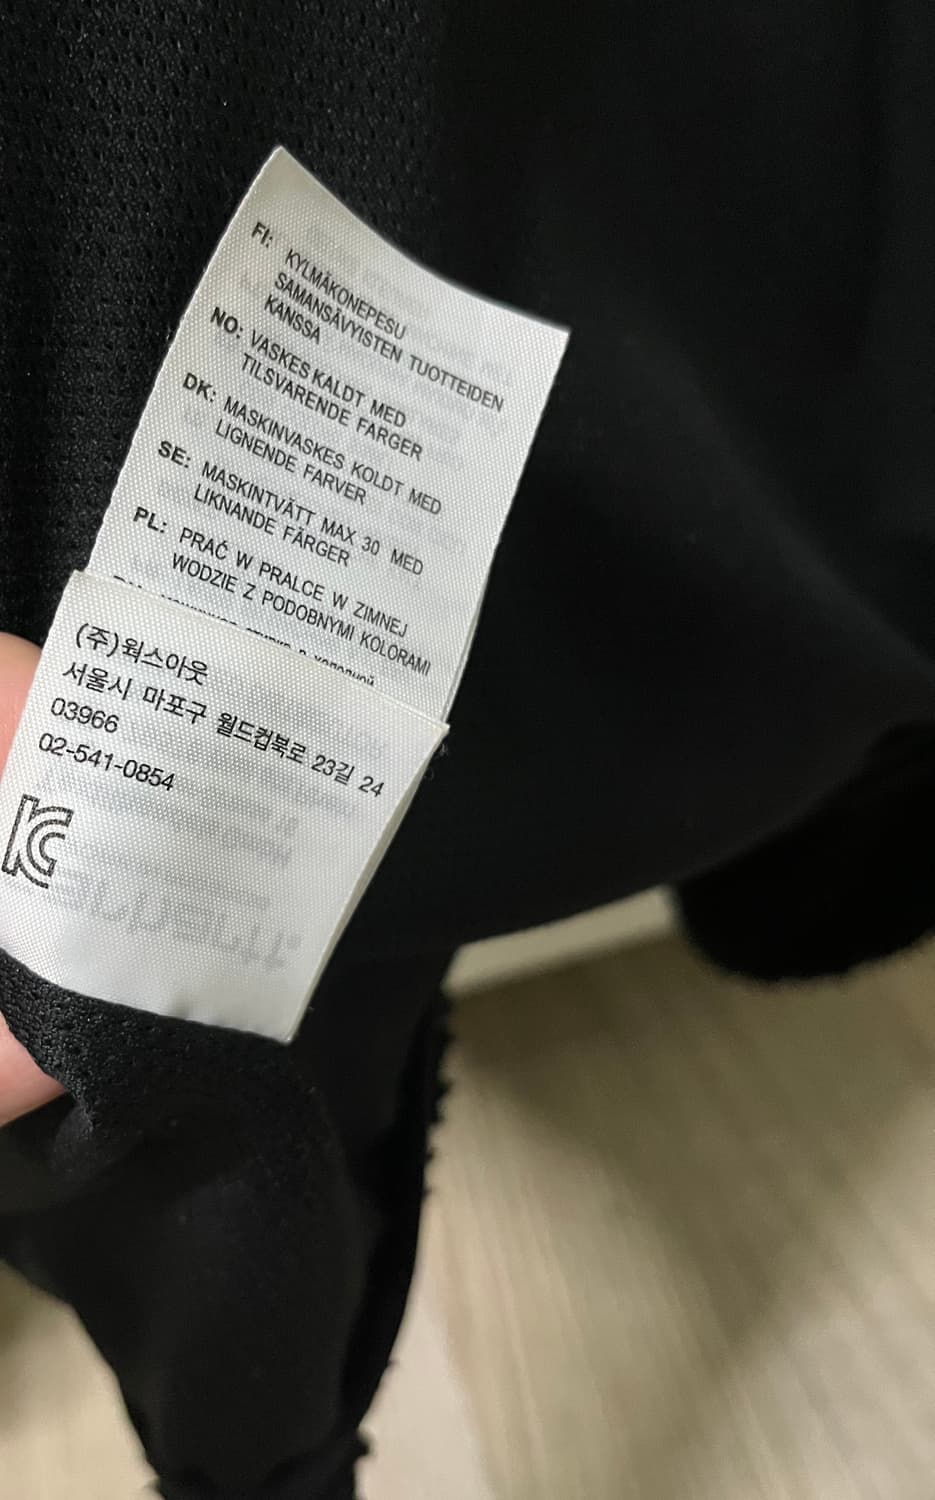 FI: KYLMÄKONEPESU
SAMANSÄVYISTEN TUOTTEIDEN
KANSSA
NO: VASKES KALDT MED
TILSVARENDE FARGER
DK: MASKINVASKES KOLDT MED
LIGNENDE FARVER
SE: MASKINTVÄTT MAX 30 MED
LIKNANDE FÄRGER
PL: PRAĆ W PRALCE W ZIMNEJ
WODZIE Z PODOBNYMI KOLORAMI
(주)웍스아웃
서울시 마포구 월드컵북로 23길 24
03966
02-541-0854
KC